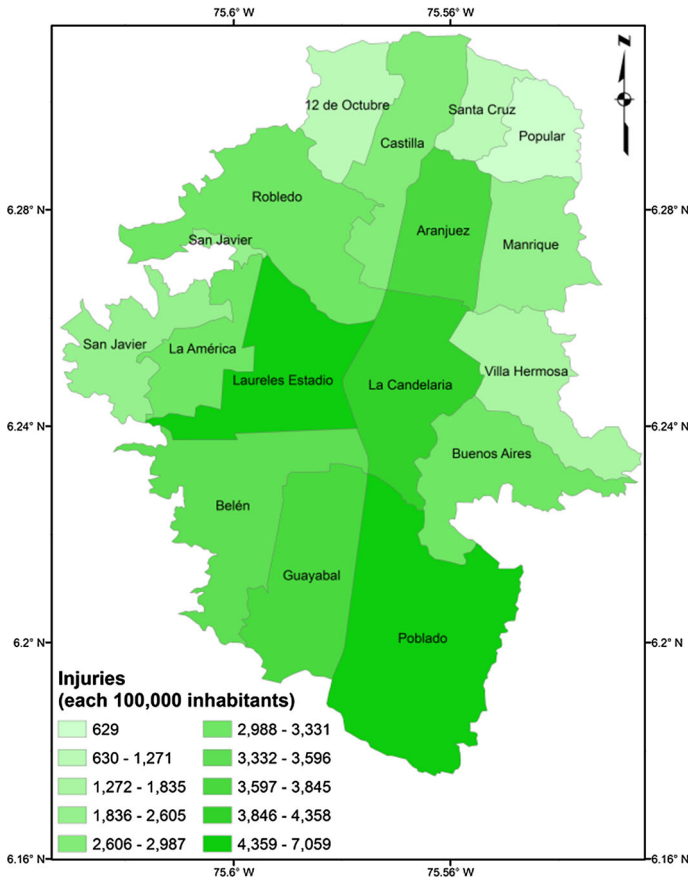 75.6° W 75.56° W
N
12 de Octubre
Santa Cruz
Popular
Castilla
Robledo
6.28° N 6.28° N
Aranjuez
San Javier
Manrique
San Javier
La América
Villa Hermosa
Laureles Estadio
La Candelaria
6.24° N 6.24° N
Buenos Aires
Belén
Guayabal
Poblado
6.2° N 6.2° N
Injuries
(each 100,000 inhabitants)
629
630 - 1,271
1,272 - 1,835
1,836 - 2,605
2,606 - 2,987
2,988 - 3,331
3,332 - 3,596
3,597 - 3,845
3,846 - 4,358
4,359 - 7,059
6.16° N 6.16° N
75.6° W 75.56° W